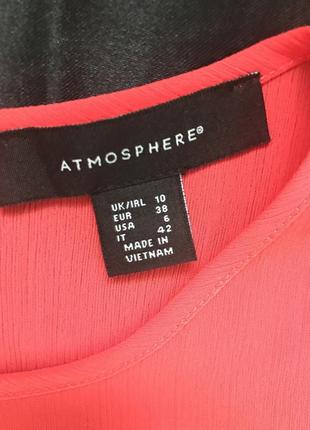 ATMOSPHERE®
UK/IRL 10
EUR 38
USA 6
IT 42
MADE IN
VIETNAM